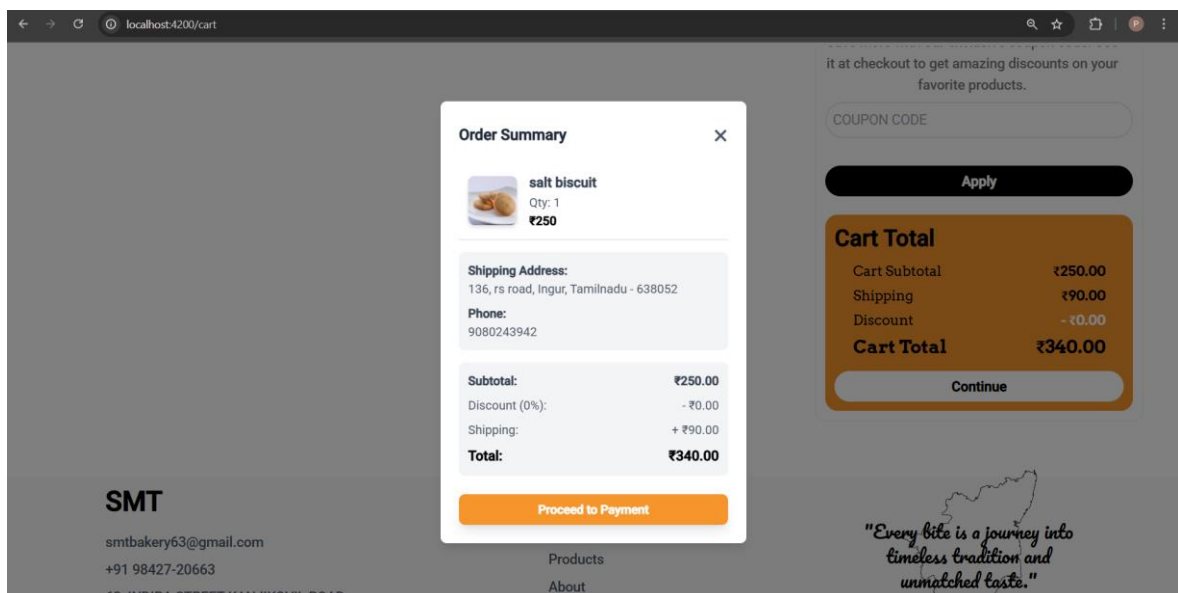 localhost:4200/cart
P
it at checkout to get amazing discounts on your
favorite products.
COUPON CODE
Apply
Cart Total
Cart Subtotal ₹250.00
Shipping ₹90.00
Discount - ₹0.00
Cart Total ₹340.00
Continue
Order Summary
salt biscuit
Qty: 1
₹250
Shipping Address:
136, rs road, Ingur, Tamilnadu - 638052
Phone:
9080243942
Subtotal: ₹250.00
Discount (0%): - ₹0.00
Shipping: + ₹90.00
Total: ₹340.00
Proceed to Payment
SMT
smtbakery63@gmail.com
+91 98427-20663
Products
About
"Every bite is a journey into
timeless tradition and
unmatched taste."